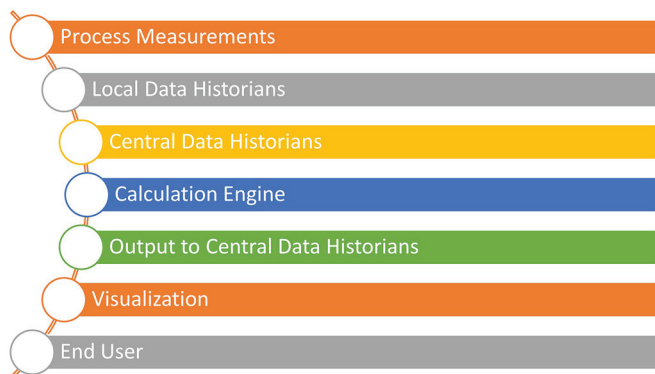 Process Measurements
Local Data Historians
Central Data Historians
Calculation Engine
Output to Central Data Historians
Visualization
End User